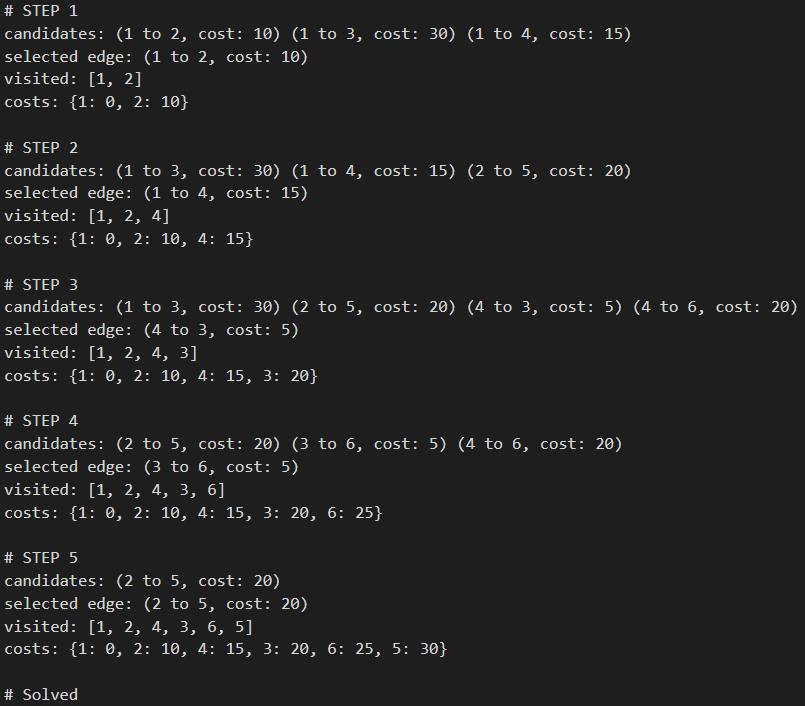 # STEP 1
candidates: (1 to 2, cost: 10) (1 to 3, cost: 30) (1 to 4, cost: 15)
selected edge: (1 to 2, cost: 10)
visited: [1, 2]
costs: {1: 0, 2: 10}
# STEP 2
candidates: (1 to 3, cost: 30) (1 to 4, cost: 15) (2 to 5, cost: 20)
selected edge: (1 to 4, cost: 15)
visited: [1, 2, 4]
costs: {1: 0, 2: 10, 4: 15}
# STEP 3
candidates: (1 to 3, cost: 30) (2 to 5, cost: 20) (4 to 3, cost: 5) (4 to 6, cost: 20)
selected edge: (4 to 3, cost: 5)
visited: [1, 2, 4, 3]
costs: {1: 0, 2: 10, 4: 15, 3: 20}
# STEP 4
candidates: (2 to 5, cost: 20) (3 to 6, cost: 5) (4 to 6, cost: 20)
selected edge: (3 to 6, cost: 5)
visited: [1, 2, 4, 3, 6]
costs: {1: 0, 2: 10, 4: 15, 3: 20, 6: 25}
# STEP 5
candidates: (2 to 5, cost: 20)
selected edge: (2 to 5, cost: 20)
visited: [1, 2, 4, 3, 6, 5]
costs: {1: 0, 2: 10, 4: 15, 3: 20, 6: 25, 5: 30}
# Solved